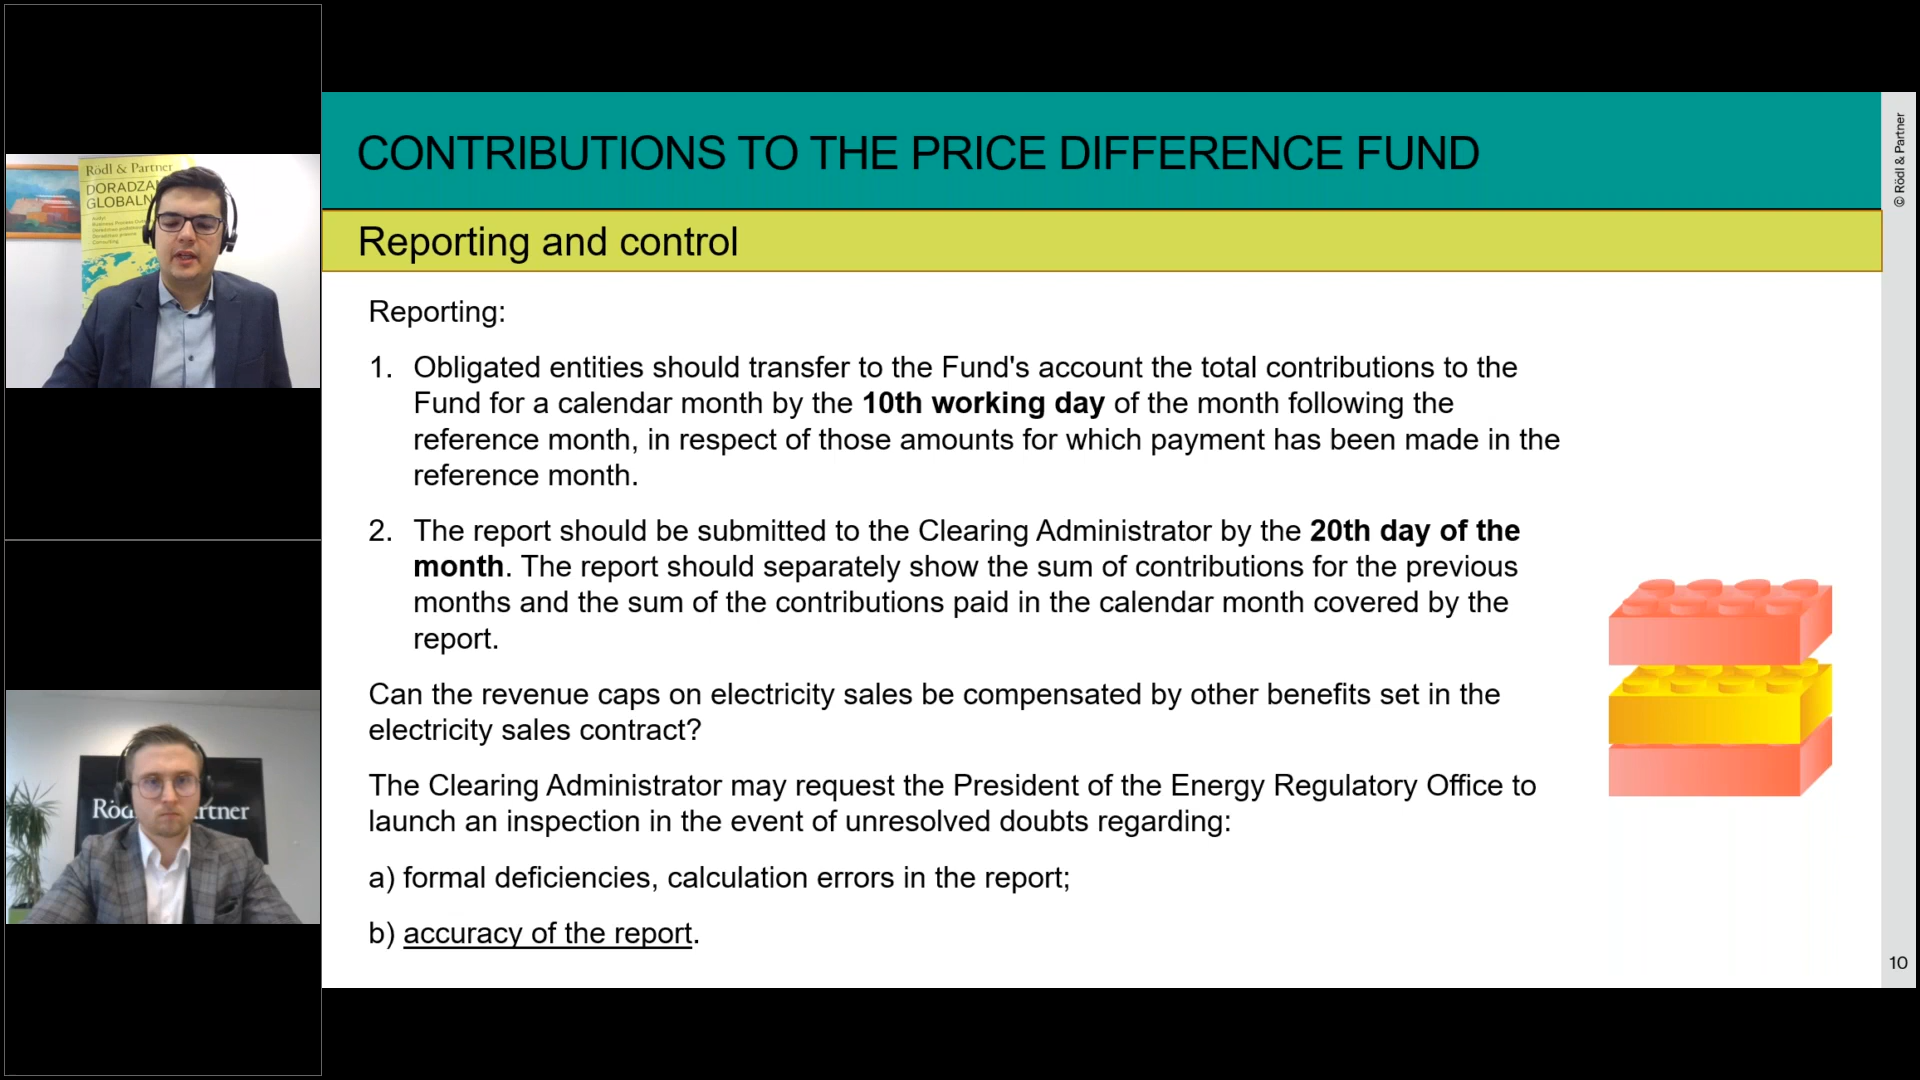 Rödl & Partner
DORADZA
GLOBALN
Rödl & Partner
CONTRIBUTIONS TO THE PRICE DIFFERENCE FUND
© Rödl & Partner
Reporting and control
Reporting:
1. Obligated entities should transfer to the Fund's account the total contributions to the
Fund for a calendar month by the 10th working day of the month following the
reference month, in respect of those amounts for which payment has been made in the
reference month.
2. The report should be submitted to the Clearing Administrator by the 20th day of the
month. The report should separately show the sum of contributions for the previous
months and the sum of the contributions paid in the calendar month covered by the
report.
Can the revenue caps on electricity sales be compensated by other benefits set in the
electricity sales contract?
The Clearing Administrator may request the President of the Energy Regulatory Office to
launch an inspection in the event of unresolved doubts regarding:
a) formal deficiencies, calculation errors in the report;
b) accuracy of the report.
10